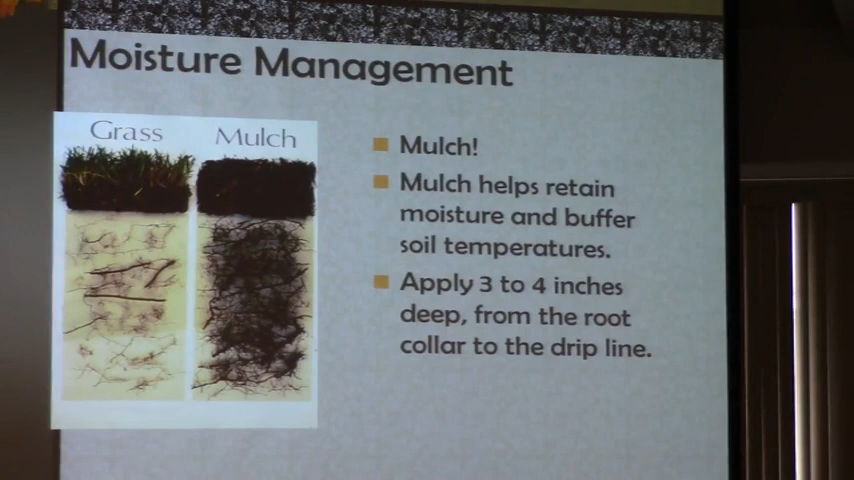 Moisture Management
Grass
Mulch
Mulch!
Mulch helps retain
moisture and buffer
soil temperatures.
Apply 3 to 4 inches
deep, from the root
collar to the drip line.